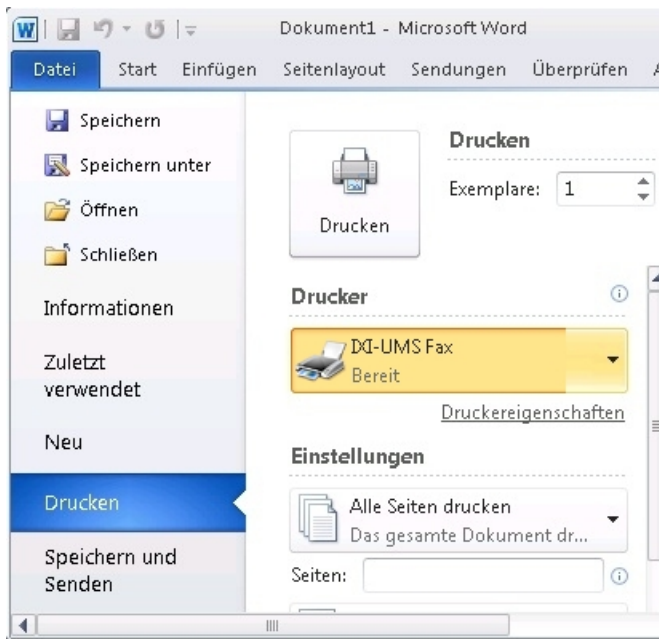 Dokument1 - Microsoft Word
Datei Start Einfügen Seitenlayout Sendungen Überprüfen
Speichern
Speichern unter
Öffnen
Schließen
Informationen
Zuletzt
verwendet
Neu
Drucken
Speichern und
Senden
Drucken
Drucken
Exemplare: 1
Drucker
IXI-UMS Fax
Bereit
Druckereigenschaften
Einstellungen
Alle Seiten drucken
Das gesamte Dokument dr...
Seiten: